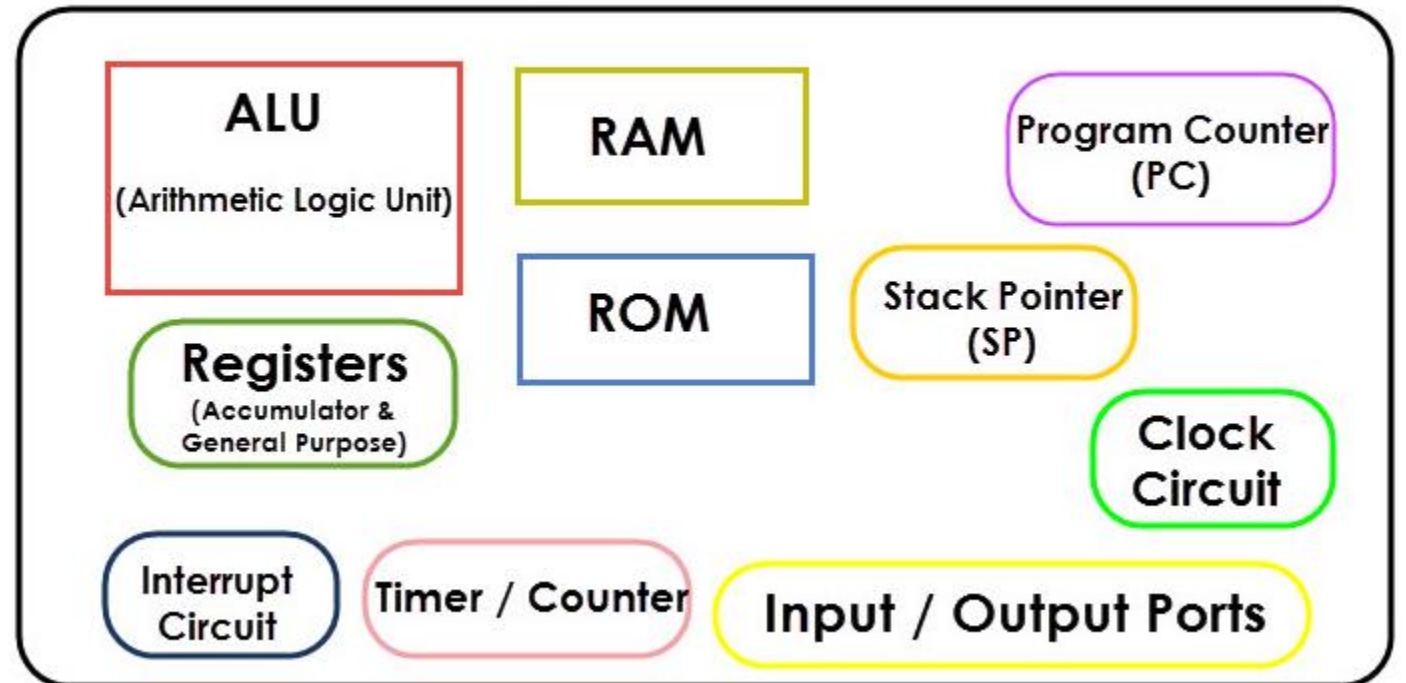 ALU
(Arithmetic Logic Unit)
RAM
Program Counter
(PC)
ROM
Stack Pointer
(SP)
Registers
(Accumulator &
General Purpose)
Clock
Circuit
Interrupt
Circuit
Timer / Counter
Input / Output Ports